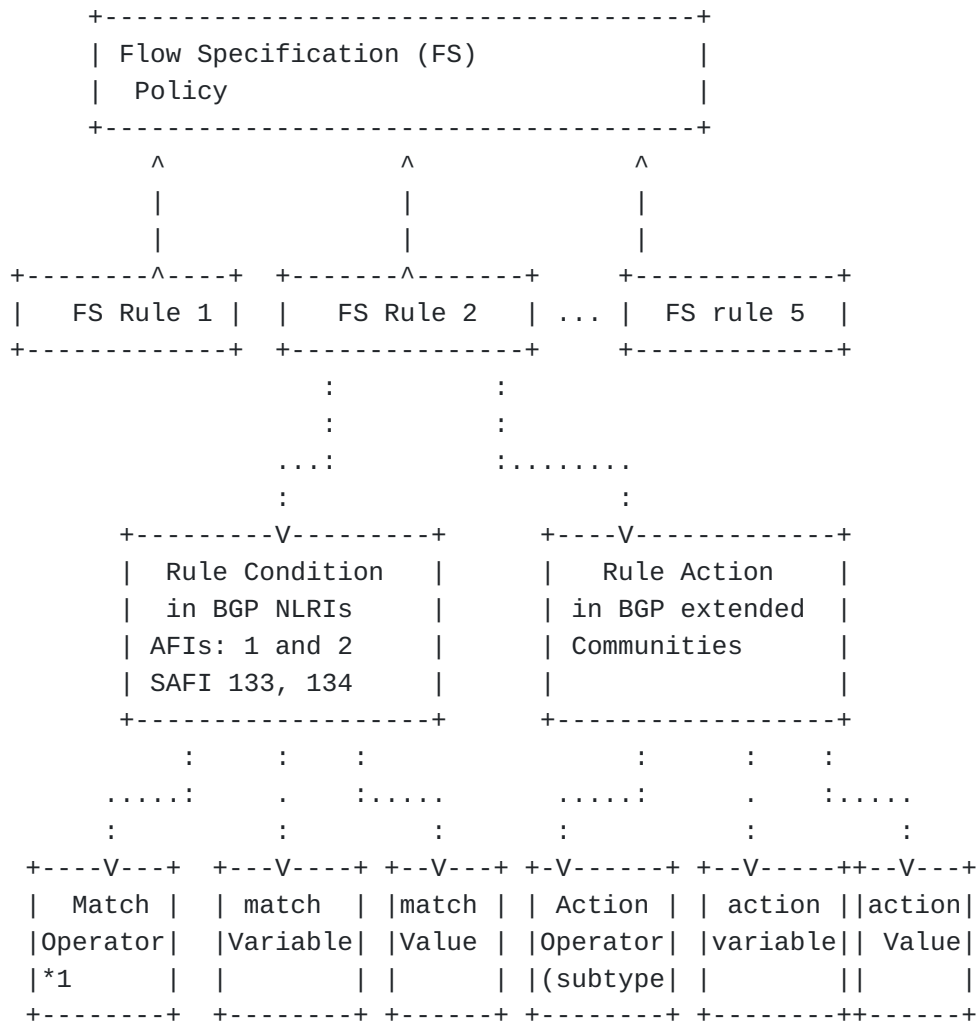 Flow Specification (FS)
Policy
FS Rule 1 FS Rule 2 ... FS rule 5
Rule Condition Rule Action
in BGP NLRIs in BGP extended
AFIs: 1 and 2 Communities
SAFI 133, 134
Match match match Action action action
Operator Variable Value Operator variable Value
*1 (subtype